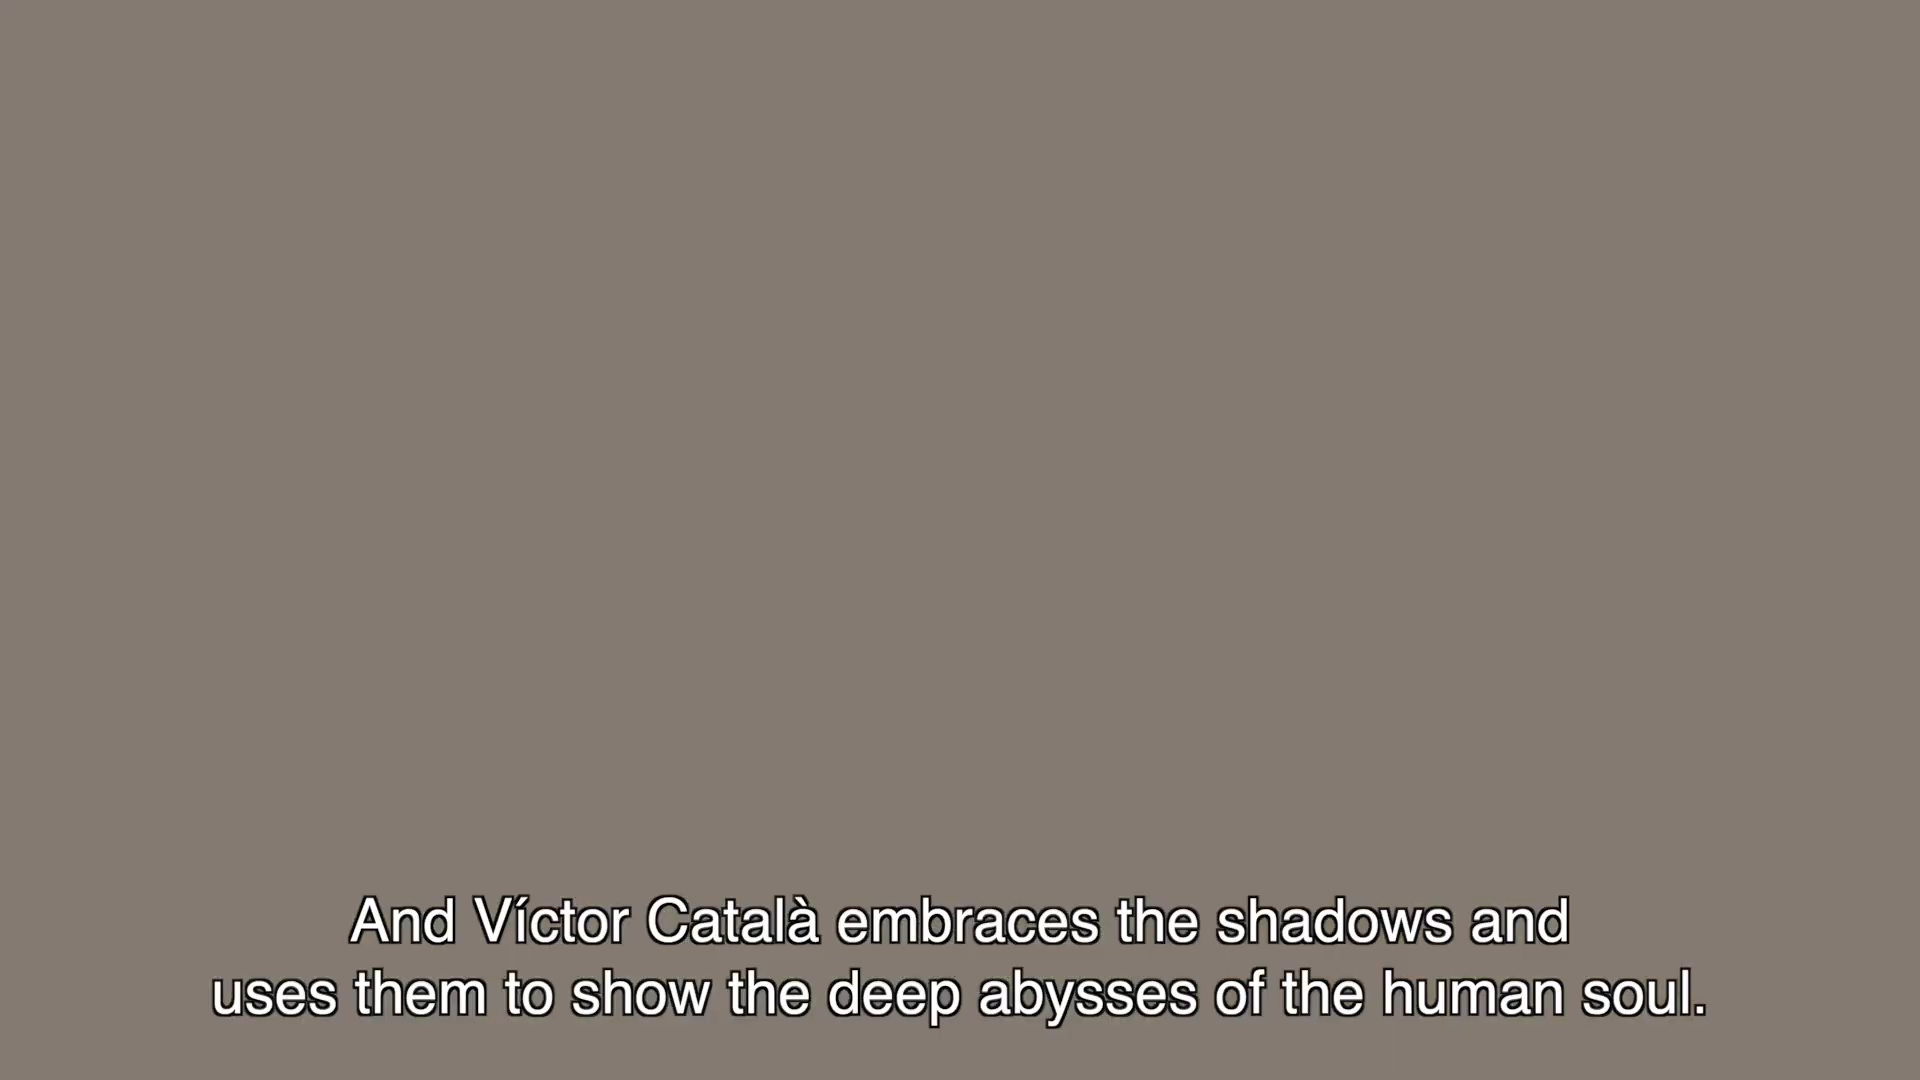 And Víctor Català embraces the shadows and
uses them to show the deep abysses of the human soul.